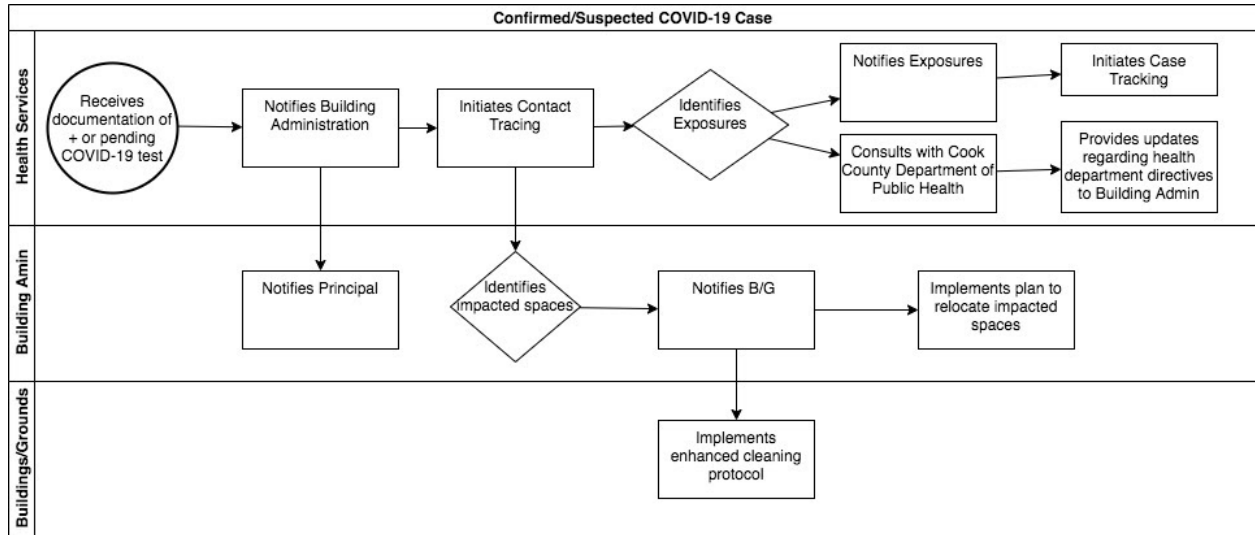 Confirmed/Suspected COVID-19 Case
Health Services
Receives
documentation of
+ or pending
COVID-19 test
Notifies Building
Administration
Initiates Contact
Tracing
Identifies
Exposures
Notifies Exposures
Initiates Case
Tracking
Consults with Cook
County Department of
Public Health
Provides updates
regarding health
department directives
to Building Admin
Building Amin
Notifies Principal
Identifies
impacted spaces
Notifies B/G
Implements plan to
relocate impacted
spaces
Buildings/Grounds
Implements
enhanced cleaning
protocol